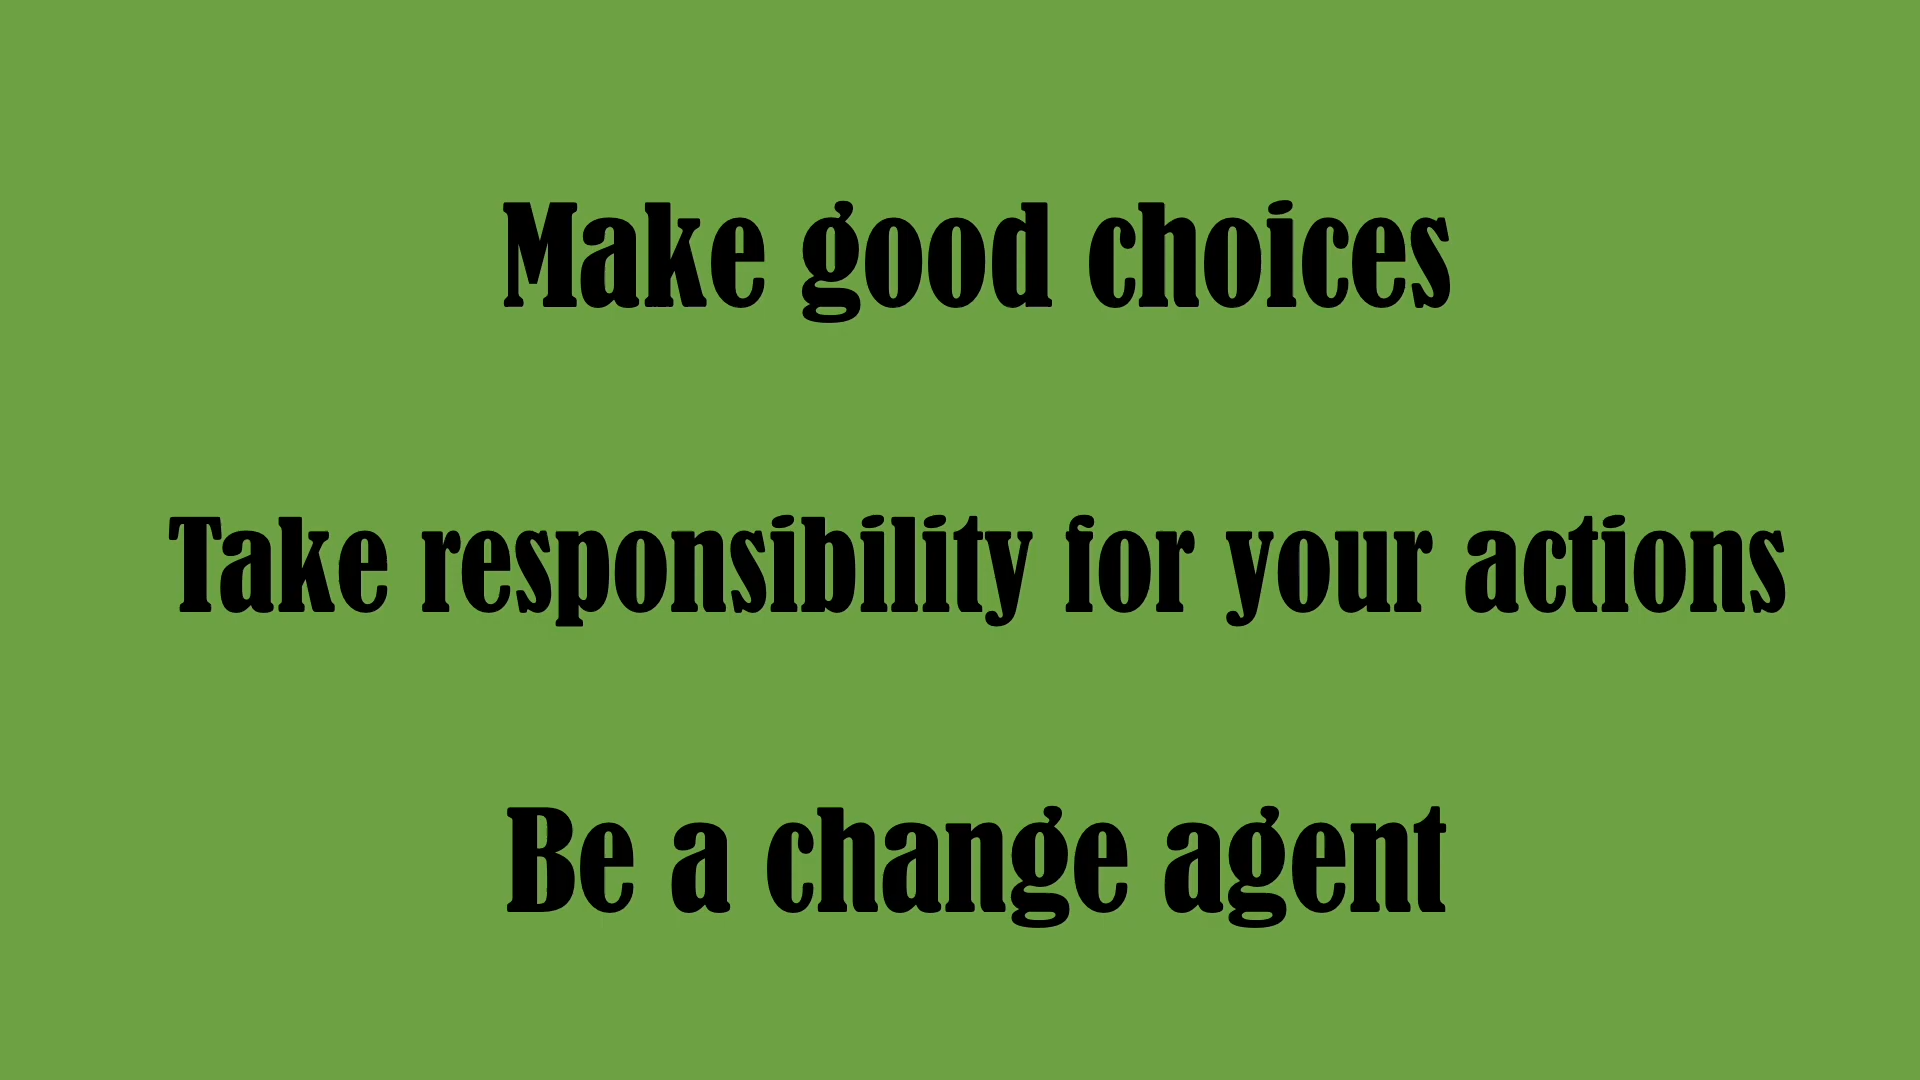 Make good choices
Take responsibility for your actions
Be a change agent